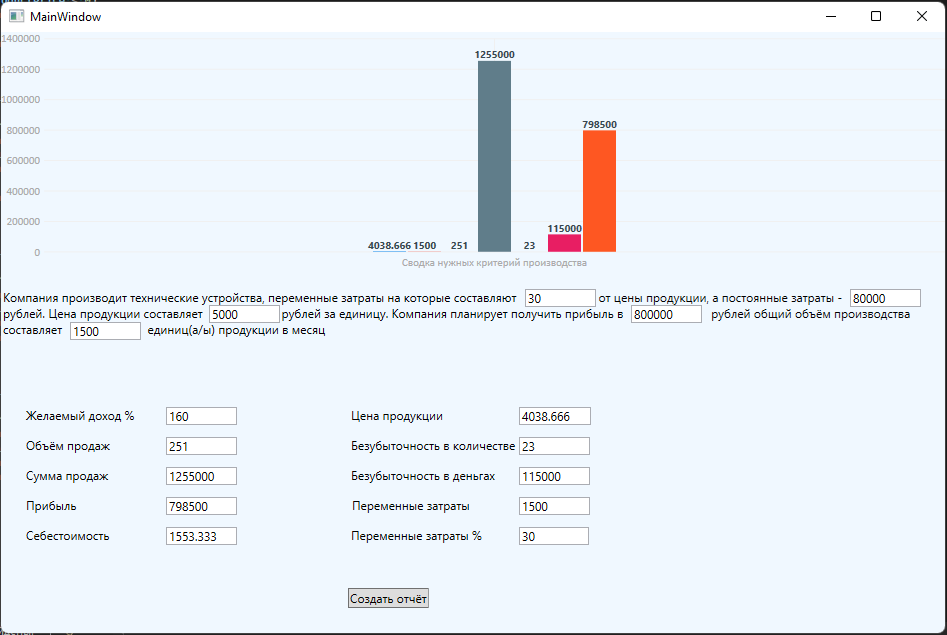 MainWindow
1400000
1255000
1200000
1000000
798500
800000
600000
400000
200000
115000
4038.666 1500 251 23
0
Сводка нужных критерий производства
Компания производит технические устройства, переменные затраты на которые составляют 30 от цены продукции, а постоянные затраты - 80000
рублей. Цена продукции составляет 5000 рублей за единицу. Компания планирует получить прибыль в 800000 рублей общий объём производства
составляет 1500 единиц(а/ы) продукции в месяц
Желаемый доход % 160 Цена продукции 4038.666
Объём продаж 251 Безубыточность в количестве 23
Сумма продаж 1255000 Безубыточность в деньгах 115000
Прибыль 798500 Переменные затраты 1500
Себестоимость 1553.333 Переменные затраты % 30
Создать отчёт